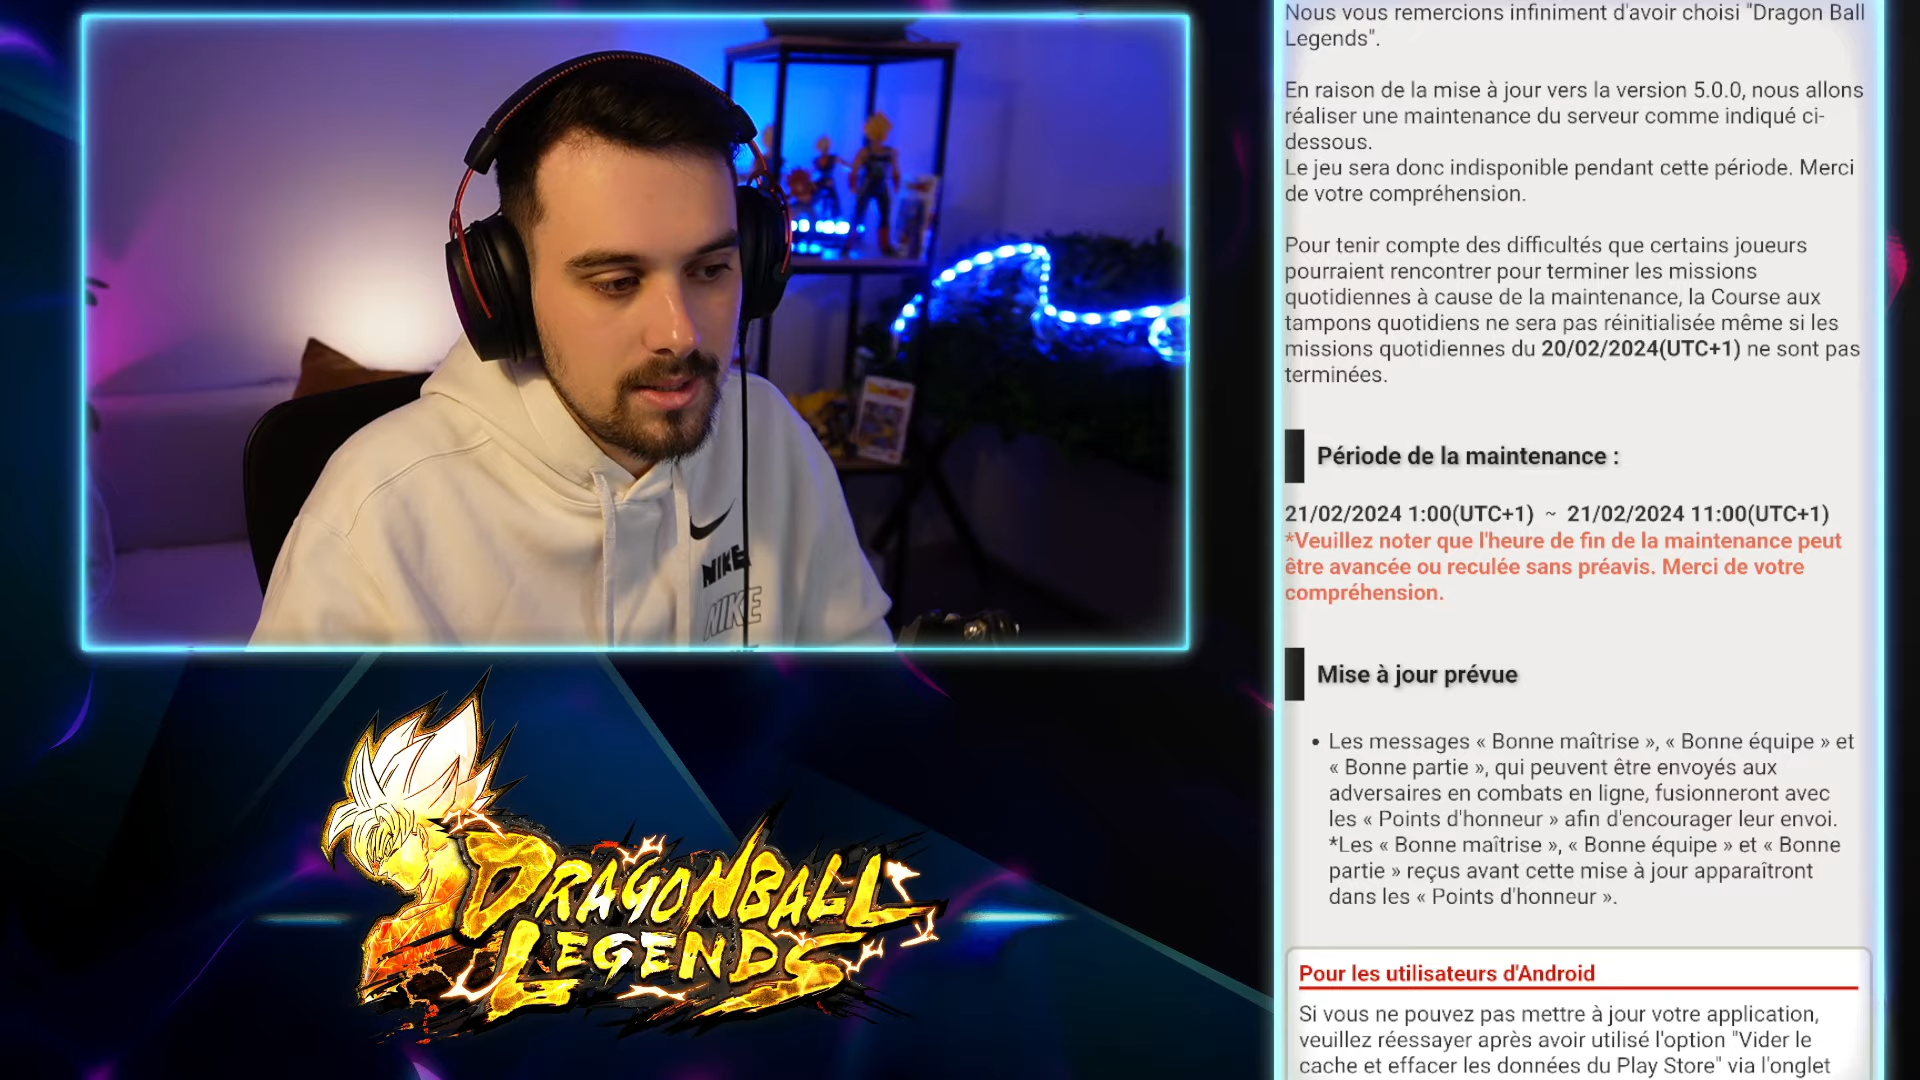 Nous vous remercions infiniment d'avoir choisi "Dragon Ball
Legends".
En raison de la mise à jour vers la version 5.0.0, nous allons
réaliser une maintenance du serveur comme indiqué ci-
dessous.
Le jeu sera donc indisponible pendant cette période. Merci
de votre compréhension.
Pour tenir compte des difficultés que certains joueurs
pourraient rencontrer pour terminer les missions
quotidiennes à cause de la maintenance, la Course aux
tampons quotidiens ne sera pas réinitialisée même si les
missions quotidiennes du 20/02/2024(UTC+1) ne sont pas
terminées.
Période de la maintenance :
21/02/2024 1:00(UTC+1) ~ 21/02/2024 11:00(UTC+1)
*Veuillez noter que l'heure de fin de la maintenance peut
être avancée ou reculée sans préavis. Merci de votre
compréhension.
Mise à jour prévue
• Les messages « Bonne maîtrise », « Bonne équipe » et
« Bonne partie », qui peuvent être envoyés aux
adversaires en combats en ligne, fusionneront avec
les « Points d'honneur » afin d'encourager leur envoi.
*Les « Bonne maîtrise », « Bonne équipe » et « Bonne
partie » reçus avant cette mise à jour apparaîtront
dans les « Points d'honneur ».
Pour les utilisateurs d'Android
Si vous ne pouvez pas mettre à jour votre application,
veuillez réessayer après avoir utilisé l'option "Vider le
cache et effacer les données du Play Store" via l'onglet
NIKE
NIKE
DRAGONBALL
LEGENDS